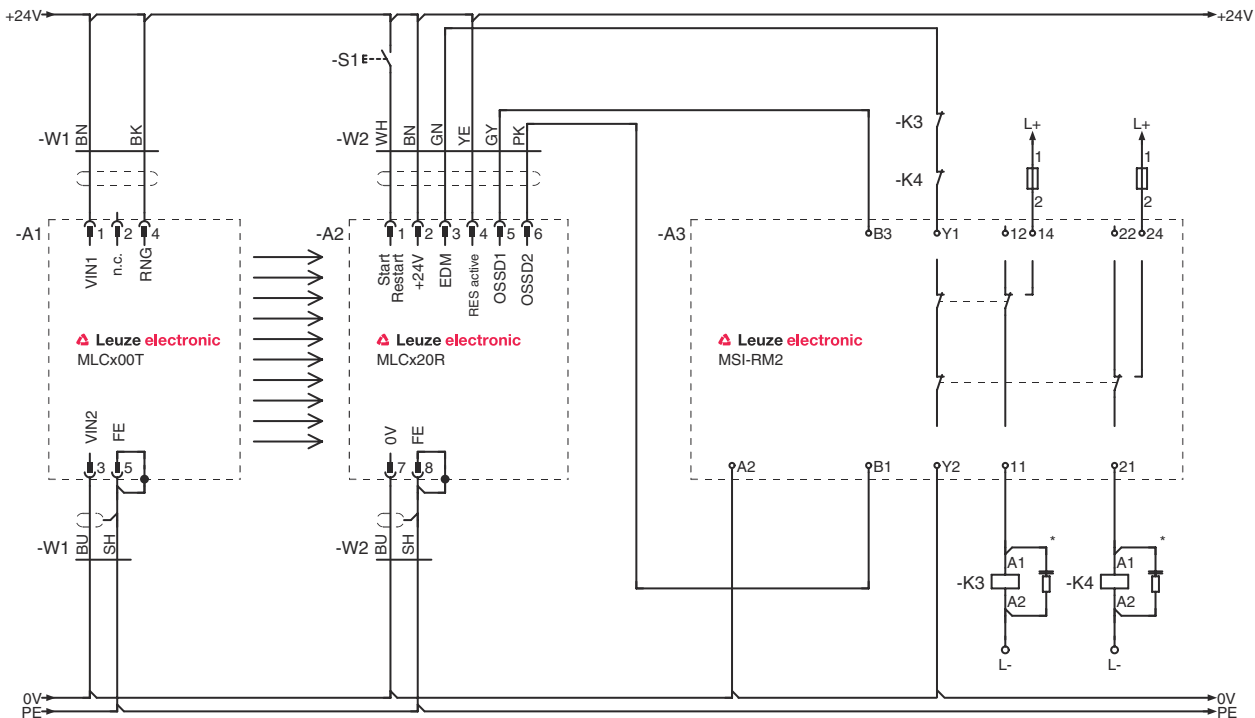 +24V
+24V
-S1
-W1
BN
BK
-W2
WH
BN
GN
YE
GY
PK
-K3
-K4
L+
1
2
L+
1
2
-A1
1
2
4
VIN1
n.c.
RNG
Leuze electronic
MLCx00T
VIN2
FE
3
5
-W1
BU
SH
-A2
1
2
3
4
5
6
Start
Restart
+24V
EDM
RES active
OSSD1
OSSD2
Leuze electronic
MLCx20R
0V
FE
7
8
-W2
BU
SH
-A3
B3
Y1
12
14
22
24
Leuze electronic
MSI-RM2
A2
B1
Y2
11
21
-K3
A1
A2
*
L-
-K4
A1
A2
*
L-
0V
0V
PE
PE